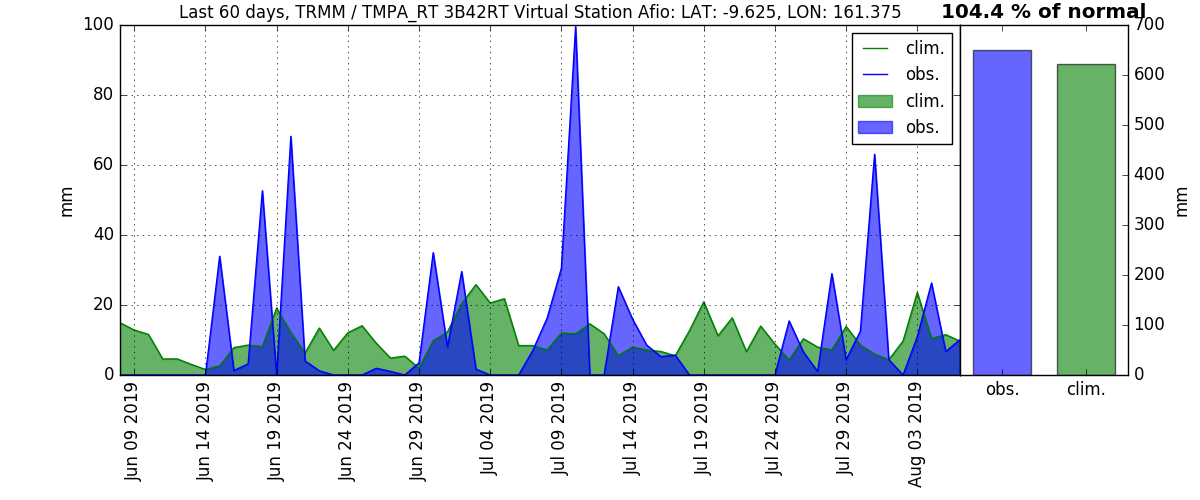 Last 60 days, TRMM / TMPA_RT 3B42RT Virtual Station Afio: LAT: -9.625, LON: 161.375
104.4 % of normal
100
80
60
40
20
0
mm
clim.
obs.
clim.
obs.
700
600
500
400
300
200
100
0
mm
obs.
clim.
Jun 09 2019
Jun 14 2019
Jun 19 2019
Jun 24 2019
Jun 29 2019
Jul 04 2019
Jul 09 2019
Jul 14 2019
Jul 19 2019
Jul 24 2019
Jul 29 2019
Aug 03 2019